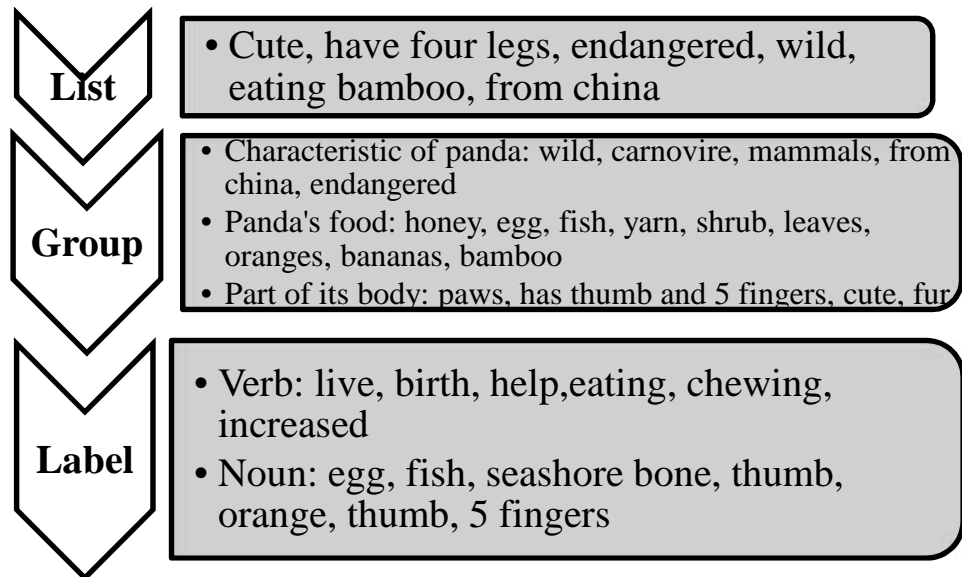 List
• Cute, have four legs, endangered, wild,
eating bamboo, from china
Group
• Characteristic of panda: wild, carnovire, mammals, from
china, endangered
• Panda's food: honey, egg, fish, yarn, shrub, leaves,
oranges, bananas, bamboo
• Part of its body: paws, has thumb and 5 fingers, cute, fur
Label
• Verb: live, birth, help,eating, chewing,
increased
• Noun: egg, fish, seashore bone, thumb,
orange, thumb, 5 fingers